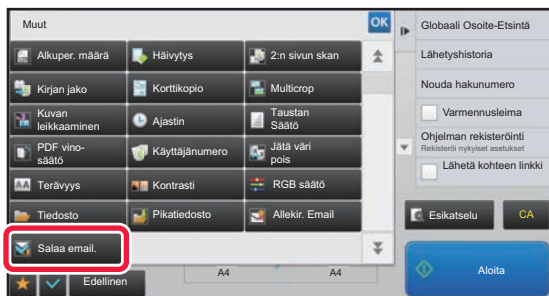 Muut
OK
Alkuper. määrä
Häivytys
2:n sivun skan
Kirjan jako
Korttikopio
Multicrop
Kuvan
leikkaaminen
Ajastin
Taustan
Säätö
PDF vino-
säätö
Käyttäjänumero
Jätä väri
pois
AA
Terävyys
Kontrasti
RGB säätö
Tiedosto
Pikatiedosto
Allekir. Email
Salaa email.
Edellinen
A4
A4
Globaali Osoite-Etsintä
Lähetyshistoria
Nouda hakunumero
Varmennusleima
Ohjelman rekisteröinti
Rekisteröi nykyiset asetukset
Lähetä kohteen linkki
Esikatselu
CA
Aloita